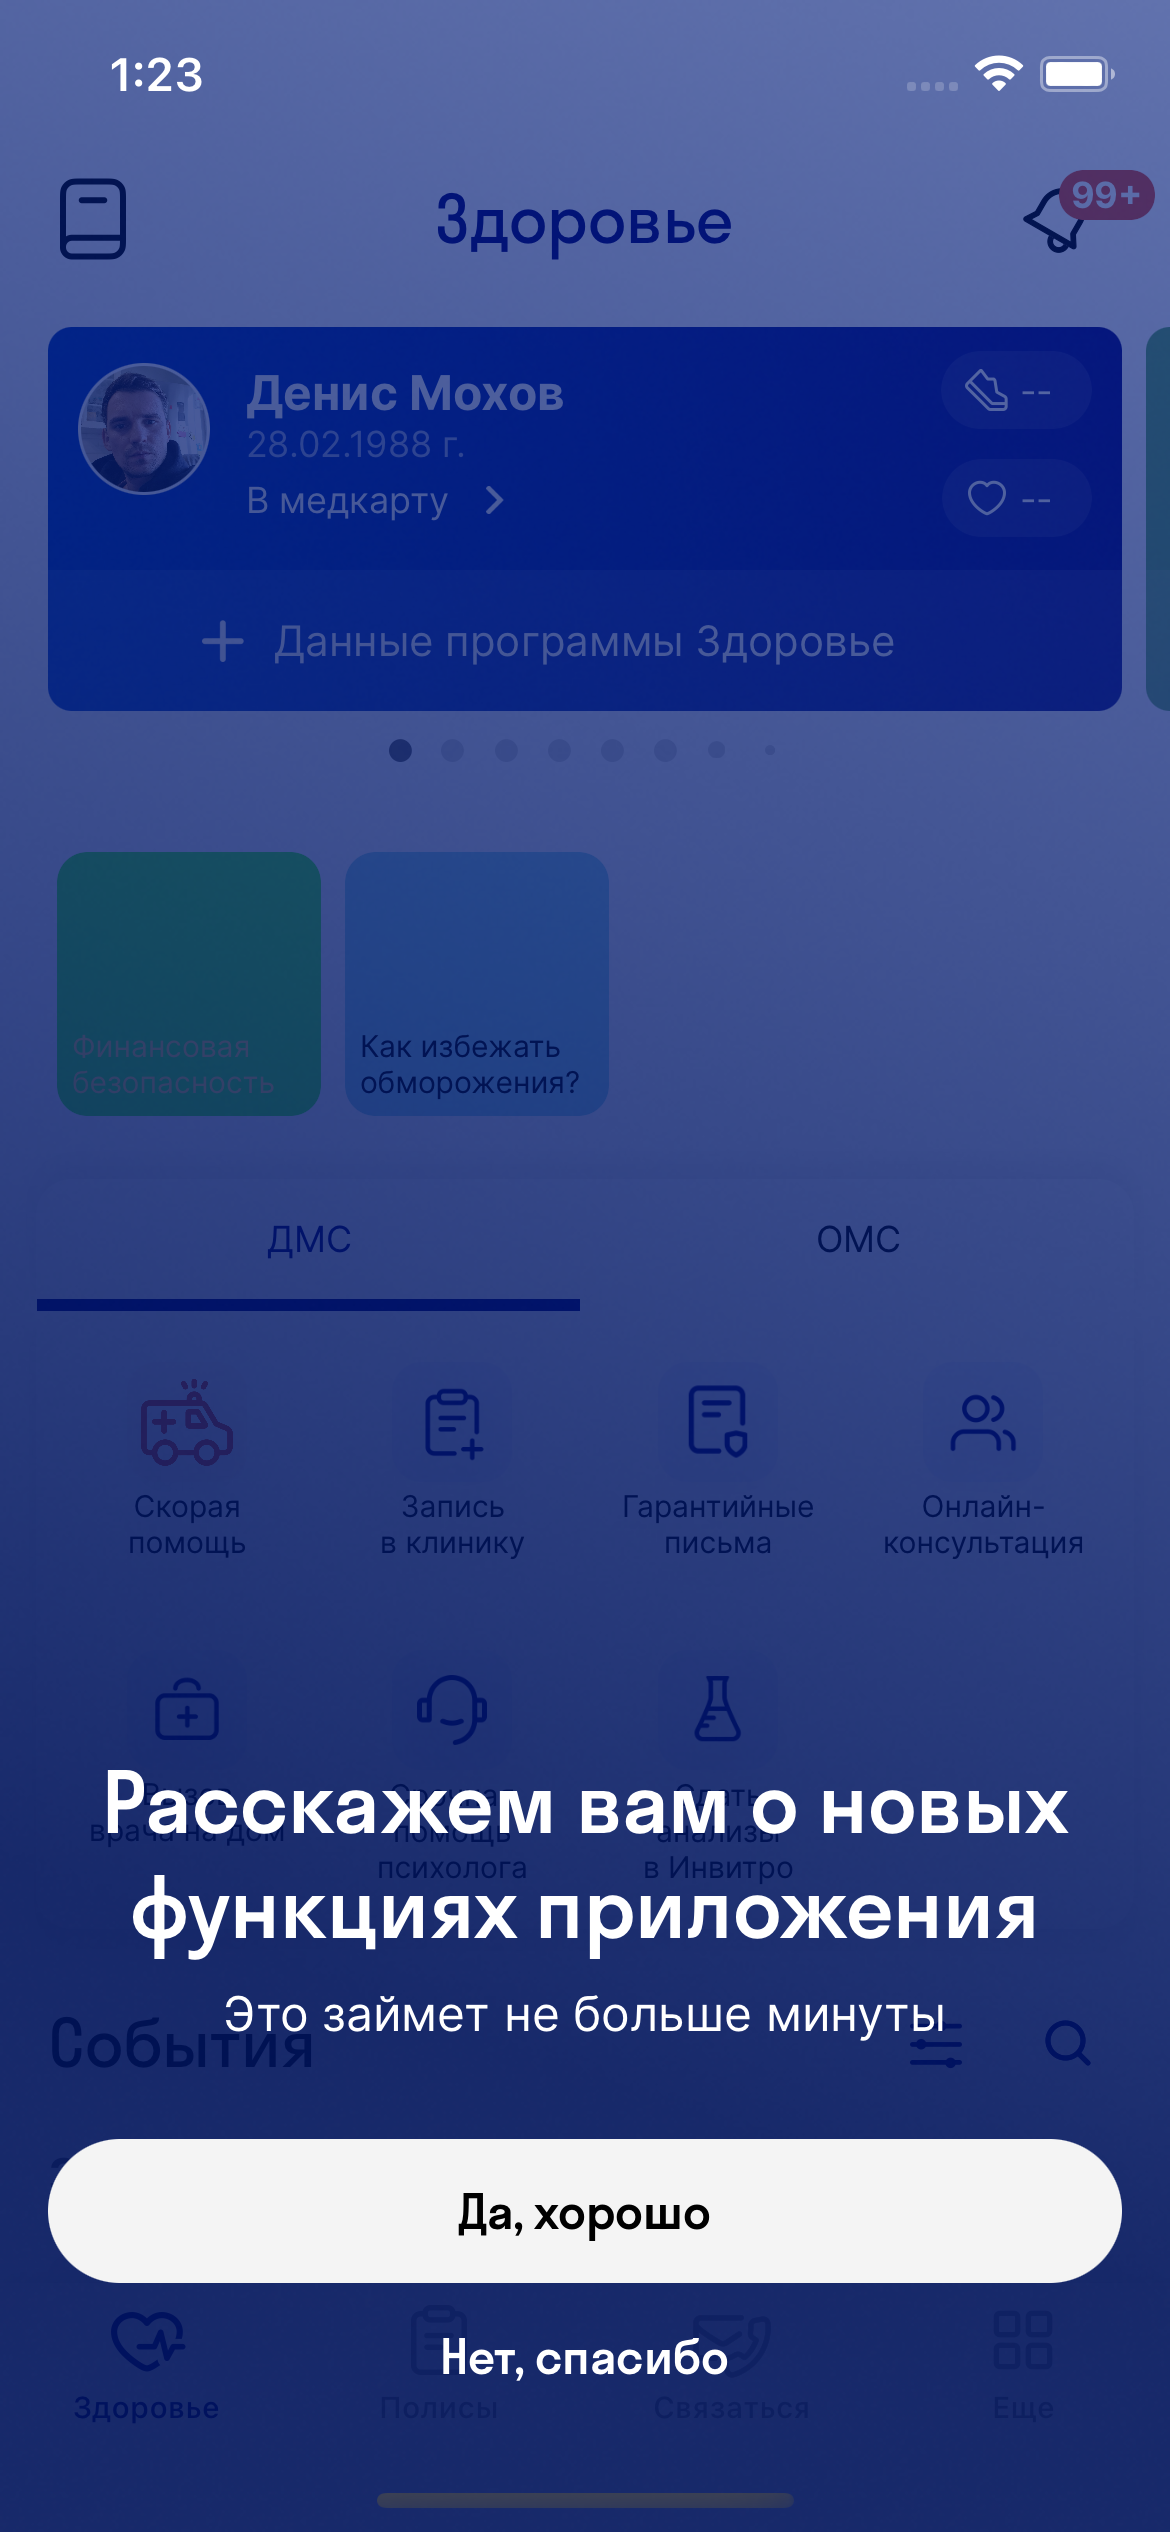 1:23
Здоровье
99+
Денис Мохов
28.02.1988 г.
В медкарту
--
--
Данные программы Здоровье
Финансовая
безопасность
Как избежать
обморожения?
ДМС
ОМС
Скорая
помощь
Запись
в клинику
Гарантийные
письма
Онлайн-
консультация
врача на дом
помощь
психолога
Сдать
анализы
в Инвитро
Расскажем вам о новых
функциях приложения
Это займет не больше минуты
События
Да, хорошо
Нет, спасибо
Здоровье
Полисы
Связаться
Еще